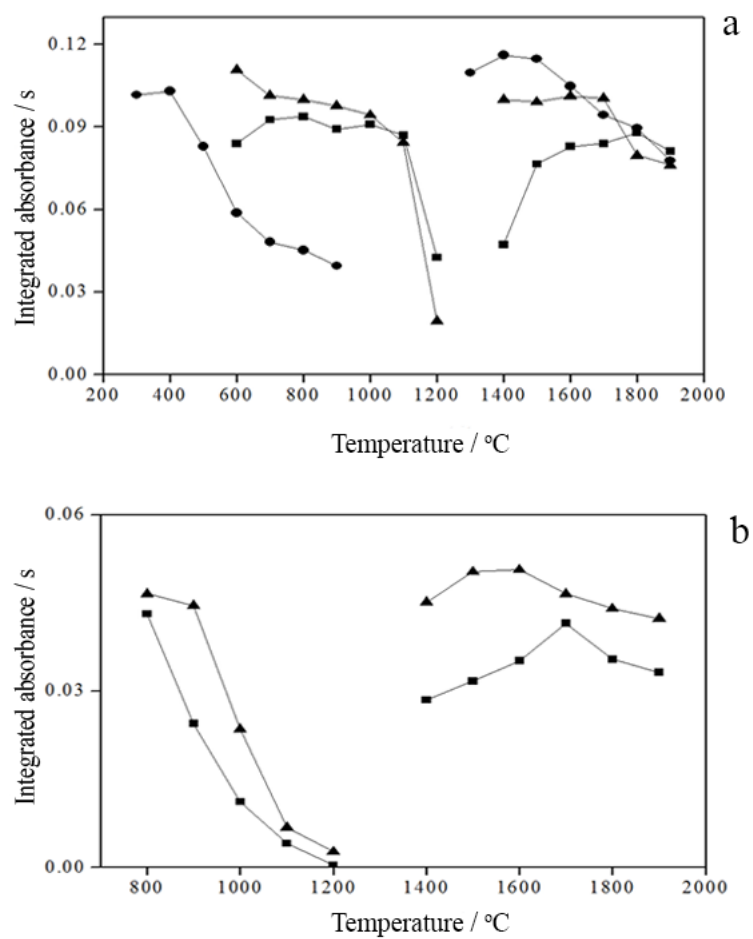 a
0.12
0.09
0.06
0.03
0.00
Integrated absorbance / s
200 400 600 800 1000 1200 1400 1600 1800 2000
Temperature / °C
b
0.06
0.03
0.00
Integrated absorbance / s
800 1000 1200 1400 1600 1800 2000
Temperature / °C